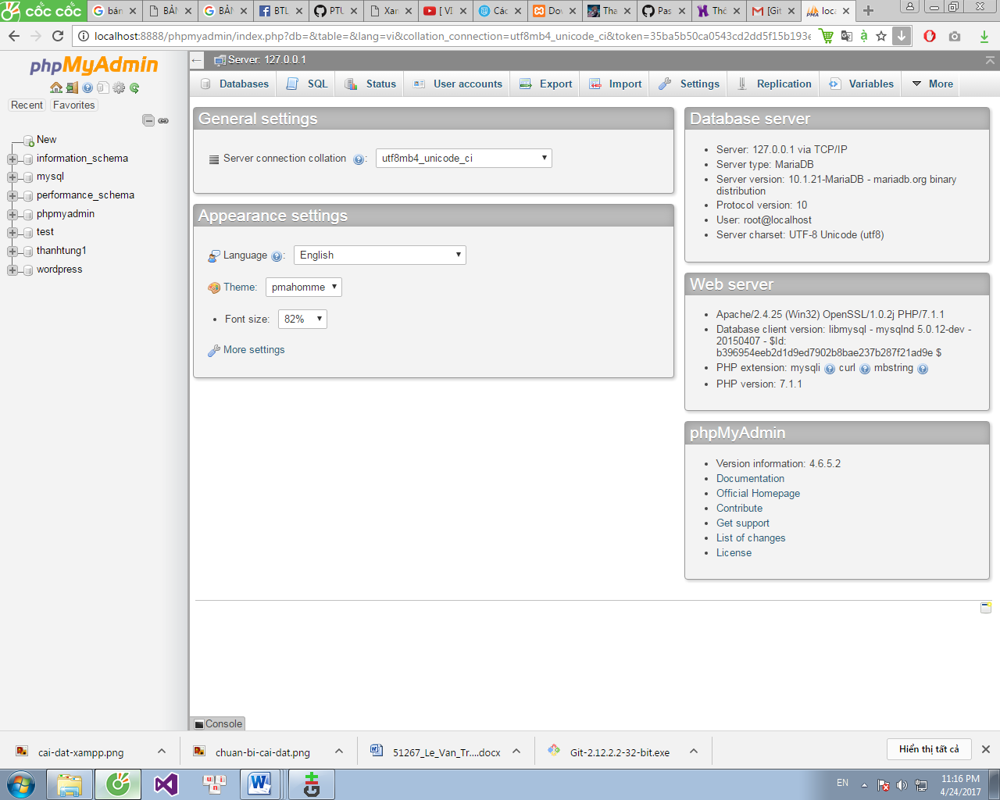 cốc cốc
bán
BẢN
BẢN
BTL
PTU
Xan
[ VI
Các
Dov
Tha
Pas
Thó
[Git
loca
localhost:8888/phpmyadmin/index.php?db=&table=&lang=vi&collation_connection=utf8mb4_unicode_ci&token=35ba5b50ca0543cd2dd5f15b193e
phpMyAdmin
Recent
Favorites
New
information_schema
mysql
performance_schema
phpmyadmin
test
thanhtung1
wordpress
Server: 127.0.0.1
Databases
SQL
Status
User accounts
Export
Import
Settings
Replication
Variables
More
General settings
Server connection collation
:
utf8mb4_unicode_ci
Appearance settings
Language
:
English
Theme:
pmahomme
Font size:
82%
More settings
Database server
Server: 127.0.0.1 via TCP/IP
Server type: MariaDB
Server version: 10.1.21-MariaDB - mariadb.org binary
distribution
Protocol version: 10
User: root@localhost
Server charset: UTF-8 Unicode (utf8)
Web server
Apache/2.4.25 (Win32) OpenSSL/1.0.2j PHP/7.1.1
Database client version: libmysql - mysqlnd 5.0.12-dev -
20150407 - $Id:
b396954eeb2d1d9ed7902b8bae237b287f21ad9e $
PHP extension: mysqli curl mbstring
PHP version: 7.1.1
phpMyAdmin
Version information: 4.6.5.2
Documentation
Official Homepage
Contribute
Get support
List of changes
License
Console
cai-dat-xampp.png
chuan-bi-cai-dat.png
51267_Le_Van_Tr....docx
Git-2.12.2.2-32-bit.exe
Hiển thị tất cả
EN
11:16 PM
4/24/2017